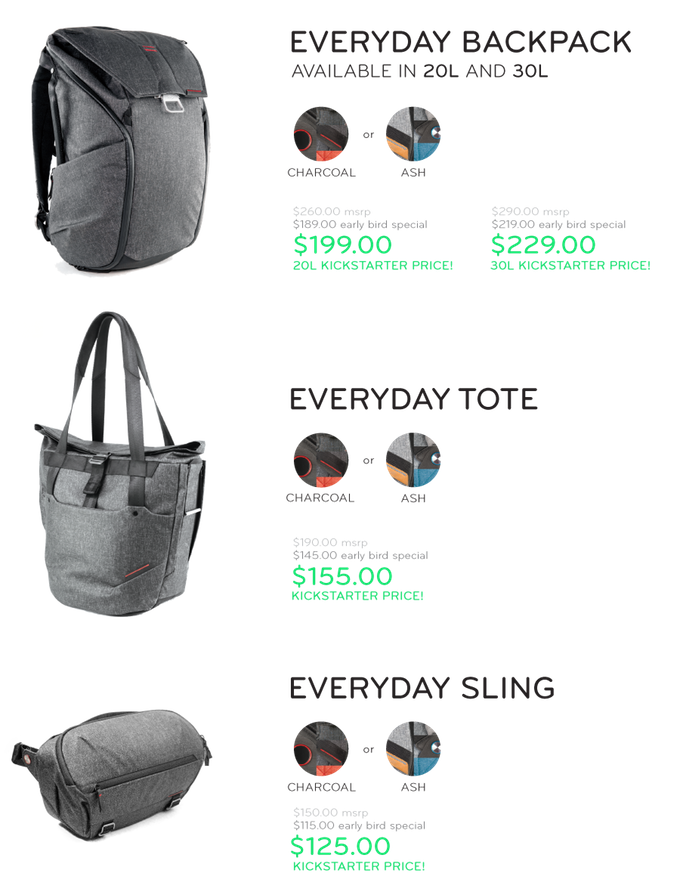 EVERYDAY BACKPACK
AVAILABLE IN 20L AND 30L
or
CHARCOAL ASH
$260.00 msrp
$189.00 early bird special
$199.00
20L KICKSTARTER PRICE!
$290.00 msrp
$219.00 early bird special
$229.00
30L KICKSTARTER PRICE!
EVERYDAY TOTE
or
CHARCOAL ASH
$190.00 msrp
$145.00 early bird special
$155.00
KICKSTARTER PRICE!
EVERYDAY SLING
or
CHARCOAL ASH
$150.00 msrp
$115.00 early bird special
$125.00
KICKSTARTER PRICE!